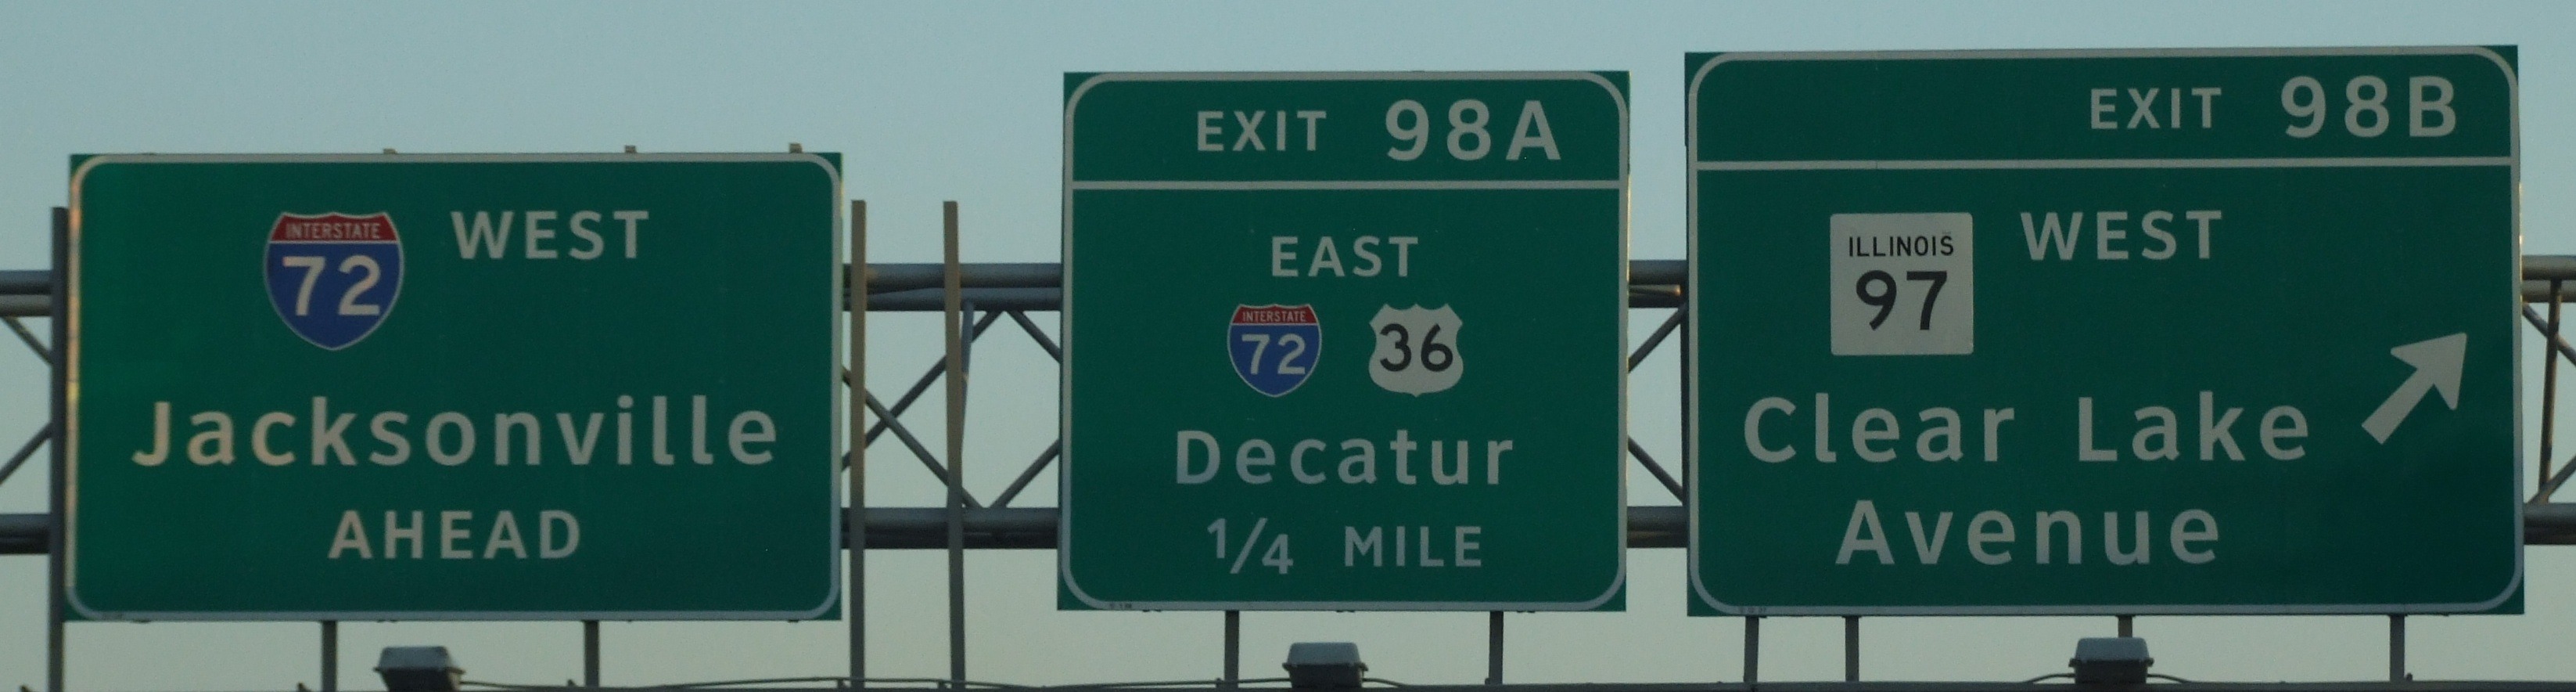 INTERSTATE
72
WEST
Jacksonville
AHEAD
EXIT 98A
EAST
INTERSTATE
72
36
Decatur
1/4 MILE
EXIT 98B
ILLINOIS
97
WEST
Clear Lake
Avenue